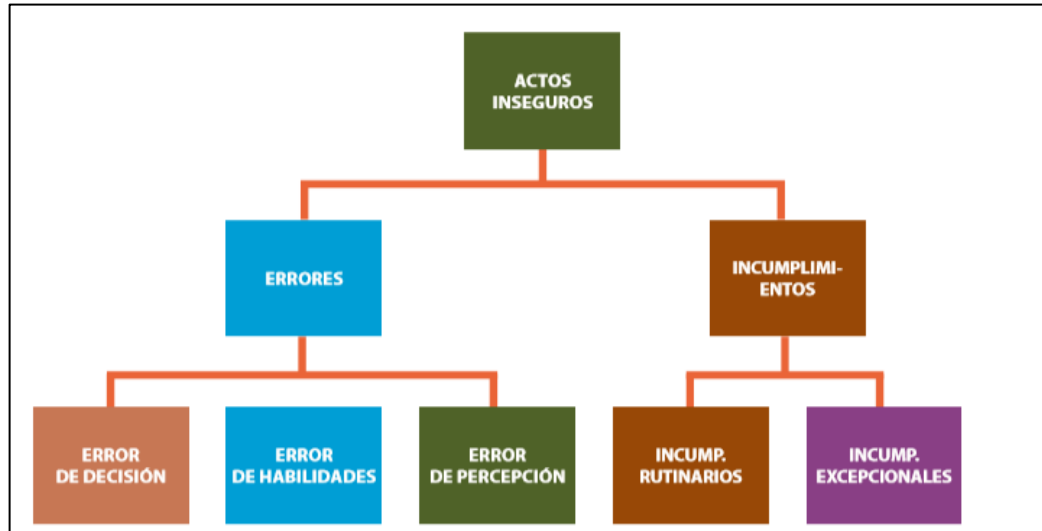 ACTOS
INSEGUROS
ERRORES
INCUMPLIMI-
ENTOS
ERROR
DE DECISIÓN
ERROR
DE HABILIDADES
ERROR
DE PERCEPCIÓN
INCUMP.
RUTINARIOS
INCUMP.
EXCEPCIONALES